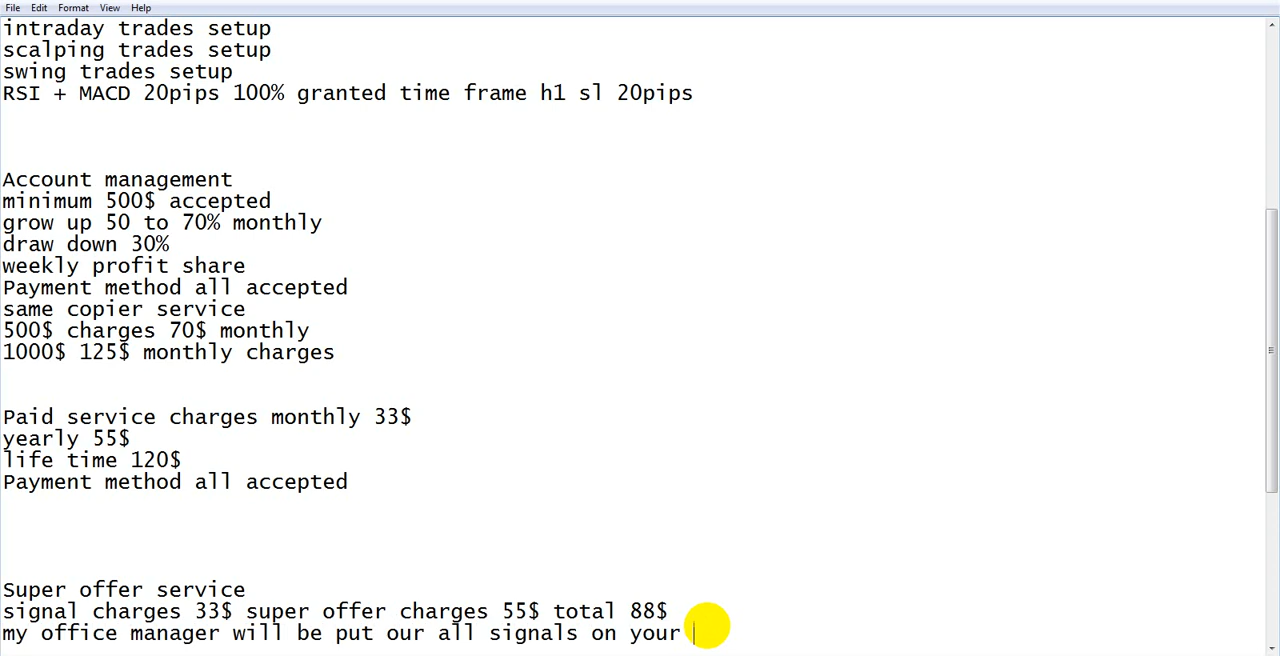 File Edit Format View Help
intraday trades setup
scalping trades setup
swing trades setup
RSI + MACD 20pips 100% granted time frame h1 sl 20pips
Account management
minimum 500$ accepted
grow up 50 to 70% monthly
draw down 30%
weekly profit share
Payment method all accepted
same copier service
500$ charges 70$ monthly
1000$ 125$ monthly charges
Paid service charges monthly 33$
yearly 55$
life time 120$
Payment method all accepted
Super offer service
signal charges 33$ super offer charges 55$ total 88$
my office manager will be put our all signals on your